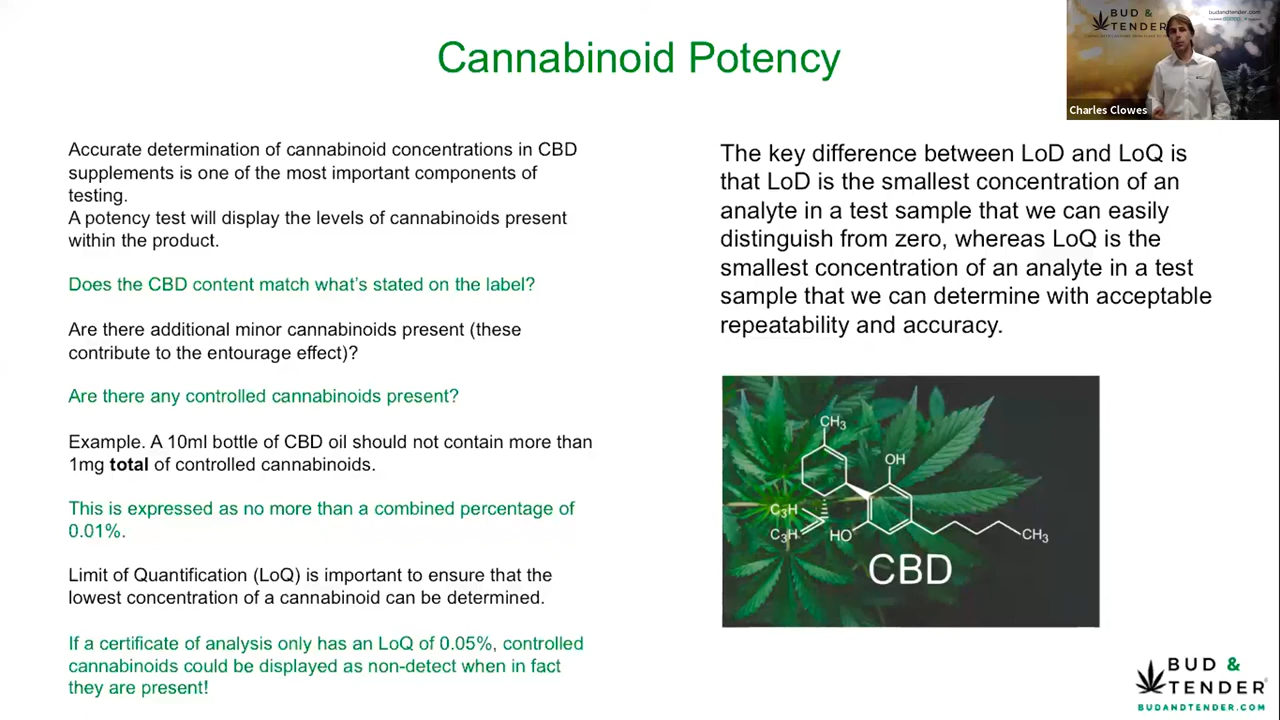 Cannabinoid Potency
BUD &
TENDER
budandtender.com
Charles Clowes
Accurate determination of cannabinoid concentrations in CBD
supplements is one of the most important components of
testing.
A potency test will display the levels of cannabinoids present
within the product.
Does the CBD content match what's stated on the label?
Are there additional minor cannabinoids present (these
contribute to the entourage effect)?
Are there any controlled cannabinoids present?
Example. A 10ml bottle of CBD oil should not contain more than
1mg total of controlled cannabinoids.
This is expressed as no more than a combined percentage of
0.01%.
Limit of Quantification (LoQ) is important to ensure that the
lowest concentration of a cannabinoid can be determined.
If a certificate of analysis only has an LoQ of 0.05%, controlled
cannabinoids could be displayed as non-detect when in fact
they are present!
The key difference between LoD and LoQ is
that LoD is the smallest concentration of an
analyte in a test sample that we can easily
distinguish from zero, whereas LoQ is the
smallest concentration of an analyte in a test
sample that we can determine with acceptable
repeatability and accuracy.
CH₃
OH
C₃H
C₃H
HO
CH₃
CBD
BUD &
TENDER®
BUDANDTENDER.COM